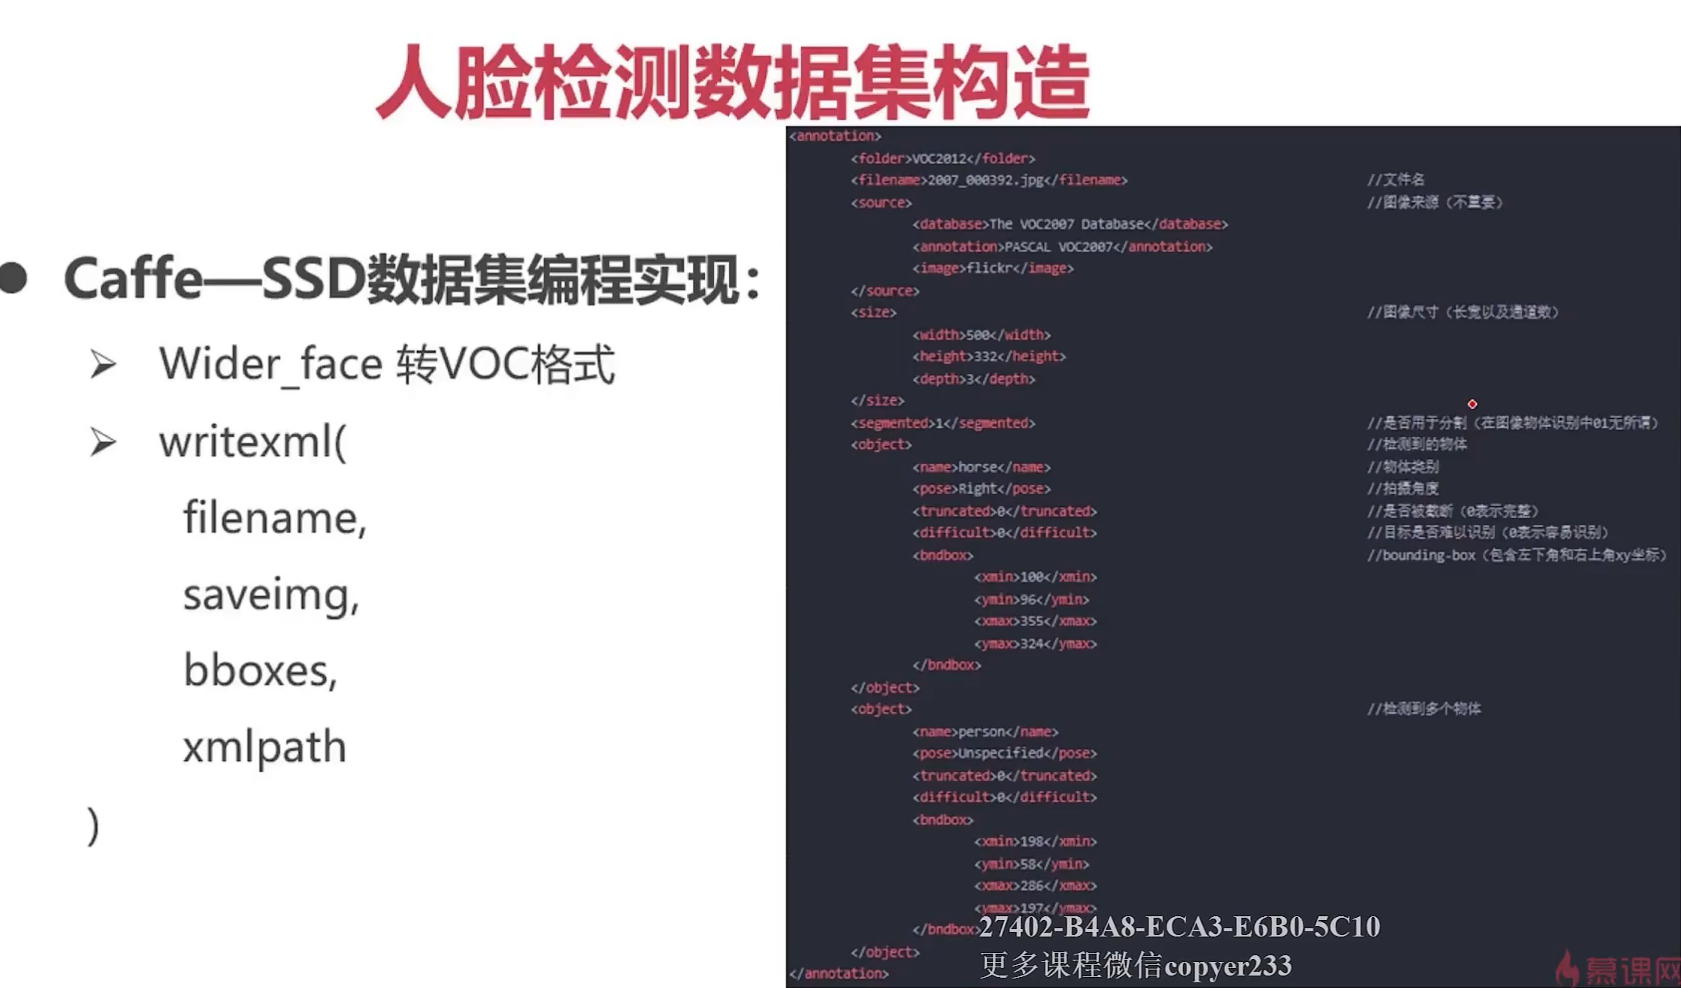 人脸检测数据集构造
● Caffe—SSD数据集编程实现：
➢ Wider_face 转VOC格式
➢ writexml(
filename,
saveimg,
bboxes,
xmlpath
)
<annotation>
<folder>VOC2012</folder>
<filename>2007_000392.jpg</filename> //文件名
<source> //图像来源（不重要）
<database>The VOC2007 Database</database>
<annotation>PASCAL VOC2007</annotation>
<image>flickr</image>
</source>
<size> //图像尺寸（长宽以及通道数）
<width>500</width>
<height>332</height>
<depth>3</depth>
</size>
<segmented>1</segmented> //是否用于分割（在图像物体识别中01无所谓）
<object> //检测到的物体
<name>horse</name> //物体类别
<pose>Right</pose> //拍摄角度
<truncated>0</truncated> //是否被截断（0表示完整）
<difficult>0</difficult> //目标是否难以识别（0表示容易识别）
<bndbox> //bounding-box（包含左下角和右上角xy坐标）
<xmin>100</xmin>
<ymin>96</ymin>
<xmax>355</xmax>
<ymax>324</ymax>
</bndbox>
</object>
<object> //检测到多个物体
<name>person</name>
<pose>Unspecified</pose>
<truncated>0</truncated>
<difficult>0</difficult>
<bndbox>
<xmin>198</xmin>
<ymin>58</ymin>
<xmax>286</xmax>
<ymax>197</ymax>
</bndbox>
</object>
</annotation>
27402-B4A8-ECA3-E6B0-5C10
更多课程微信copyer233
慕课网